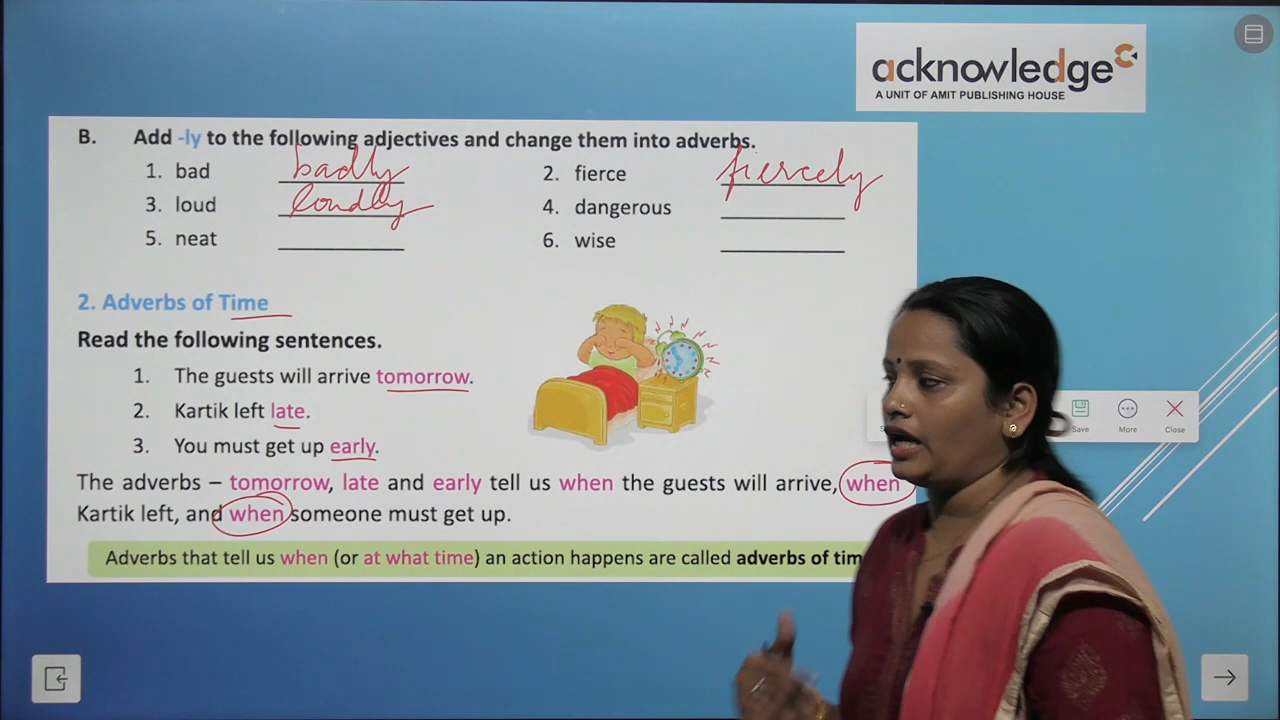 acknowledge
A UNIT OF AMIT PUBLISHING HOUSE
B. Add -ly to the following adjectives and change them into adverbs.
1. bad badly 2. fierce fiercely
3. loud loudly 4. dangerous
5. neat 6. wise
2. Adverbs of Time
Read the following sentences.
1. The guests will arrive tomorrow.
2. Kartik left late.
3. You must get up early.
Save More Close
The adverbs – tomorrow, late and early tell us when the guests will arrive, when
Kartik left, and when someone must get up.
Adverbs that tell us when (or at what time) an action happens are called adverbs of tim